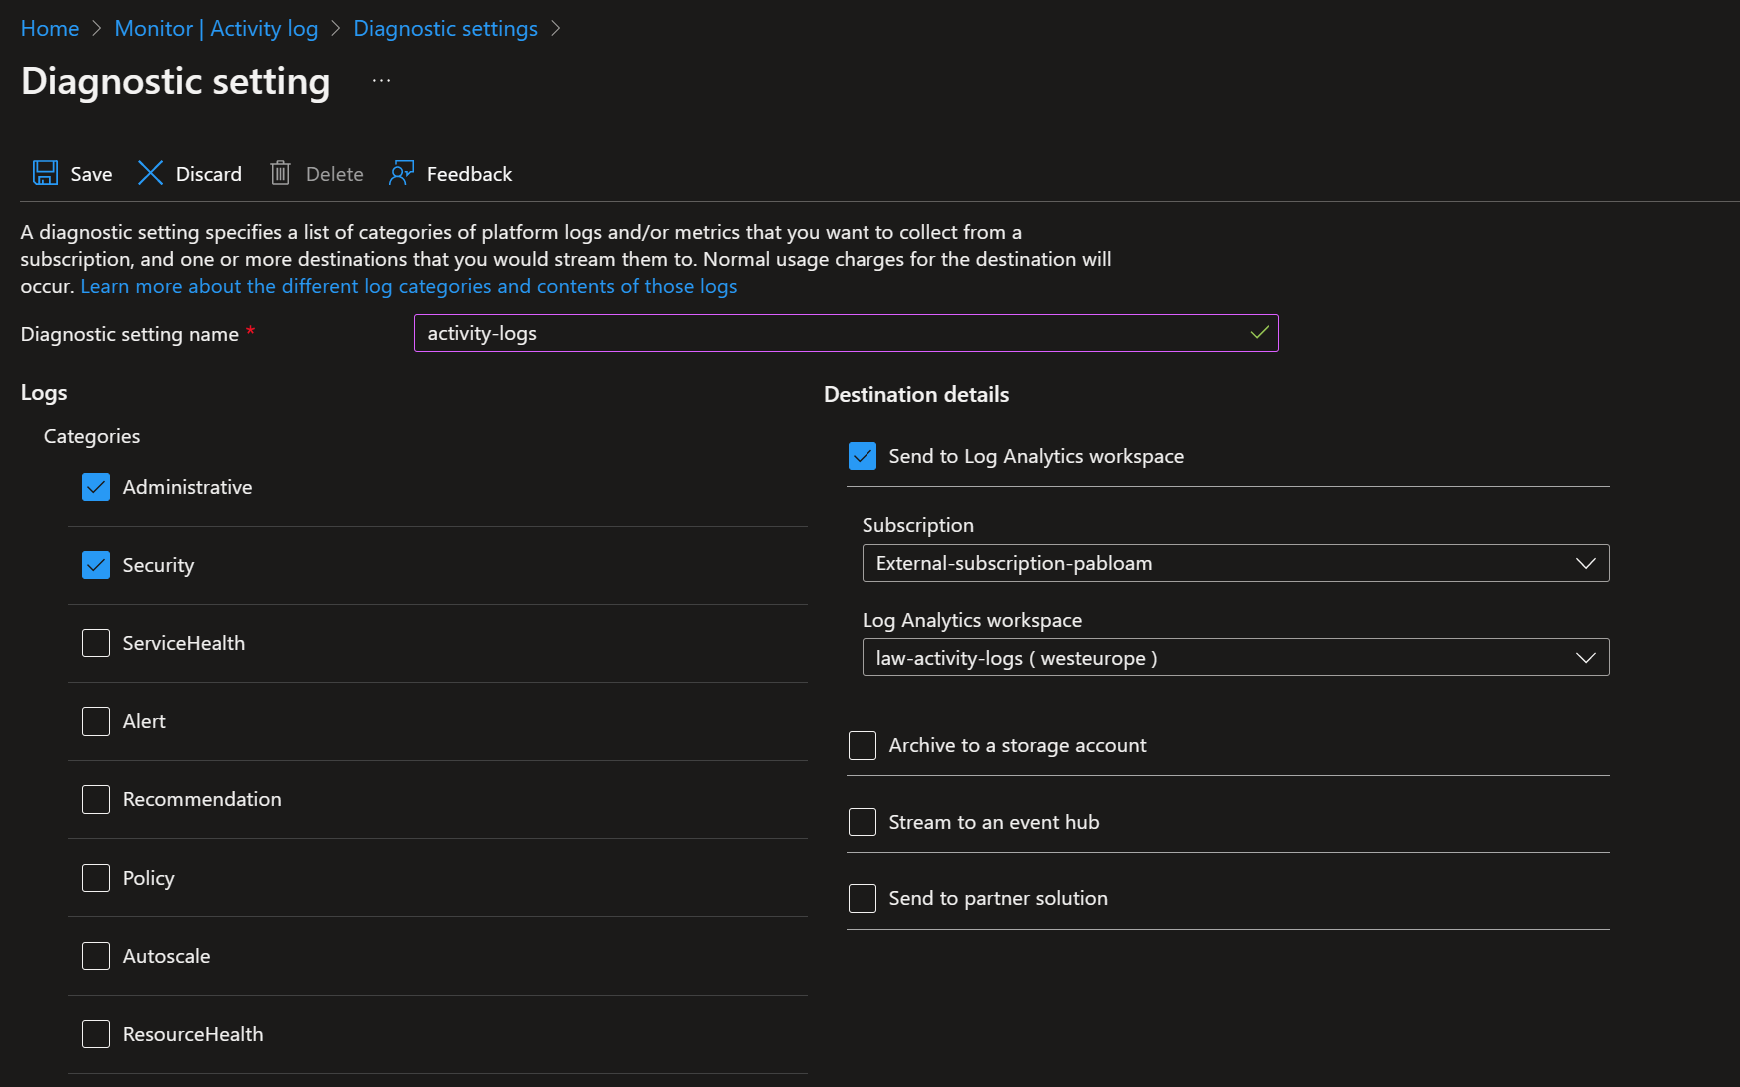 Home > Monitor | Activity log > Diagnostic settings >
Diagnostic setting ...
Save Discard Delete Feedback
A diagnostic setting specifies a list of categories of platform logs and/or metrics that you want to collect from a
subscription, and one or more destinations that you would stream them to. Normal usage charges for the destination will
occur. Learn more about the different log categories and contents of those logs
Diagnostic setting name *
activity-logs
Logs
Categories
Administrative
Security
ServiceHealth
Alert
Recommendation
Policy
Autoscale
ResourceHealth
Destination details
Send to Log Analytics workspace
Subscription
External-subscription-pabloam
Log Analytics workspace
law-activity-logs ( westeurope )
Archive to a storage account
Stream to an event hub
Send to partner solution